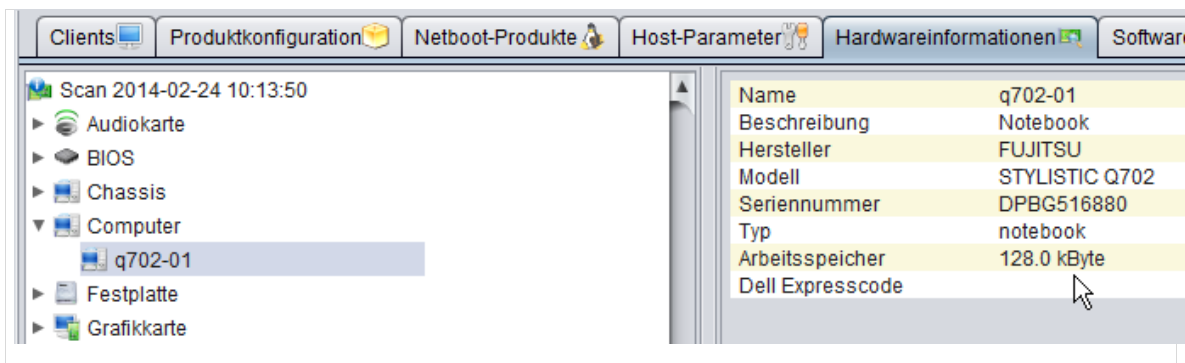 Clients Produktkonfiguration Netboot-Produkte Host-Parameter Hardwareinformationen Software
Scan 2014-02-24 10:13:50
Audiokarte
BIOS
Chassis
Computer
q702-01
Festplatte
Grafikkarte
Name q702-01
Beschreibung Notebook
Hersteller FUJITSU
Modell STYLISTIC Q702
Seriennummer DPBG516880
Typ notebook
Arbeitsspeicher 128.0 kByte
Dell Expresscode